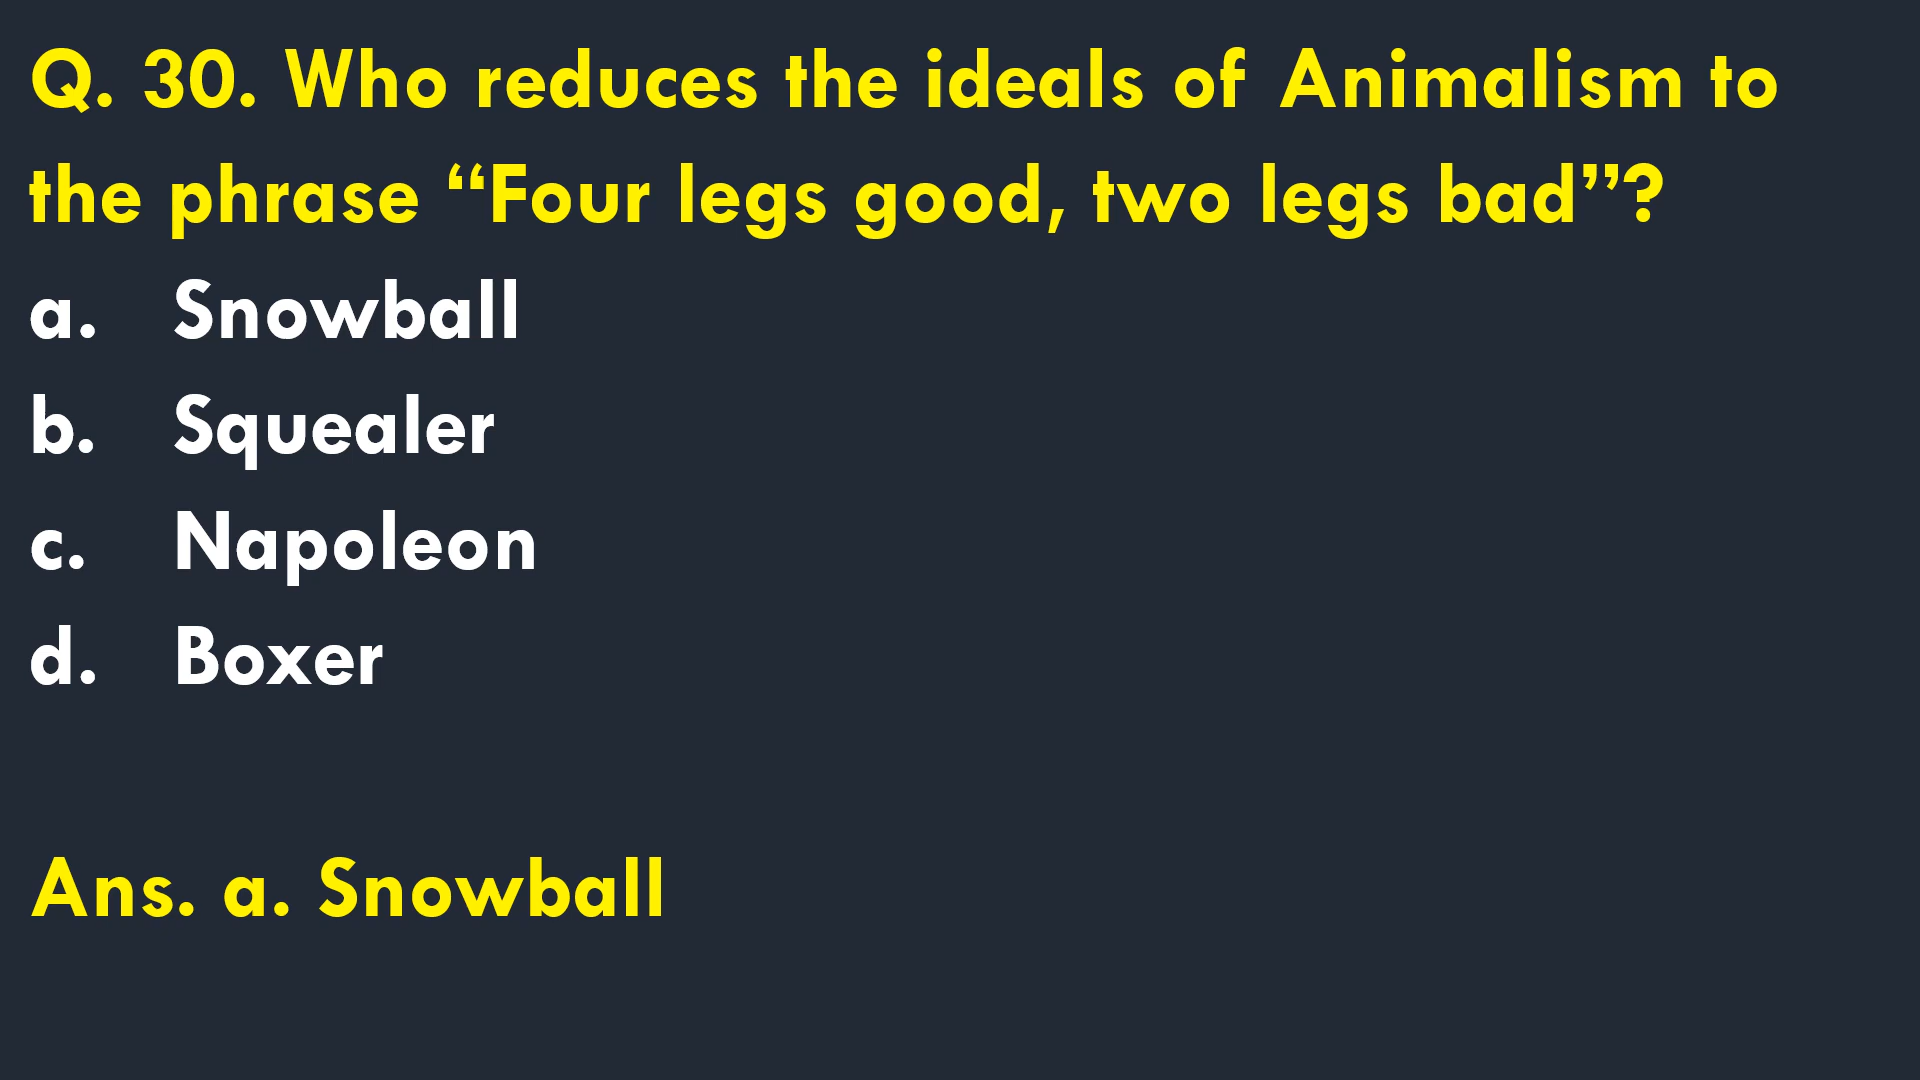 Q. 30. Who reduces the ideals of Animalism to
the phrase “Four legs good, two legs bad”?
a. Snowball
b. Squealer
c. Napoleon
d. Boxer
Ans. a. Snowball